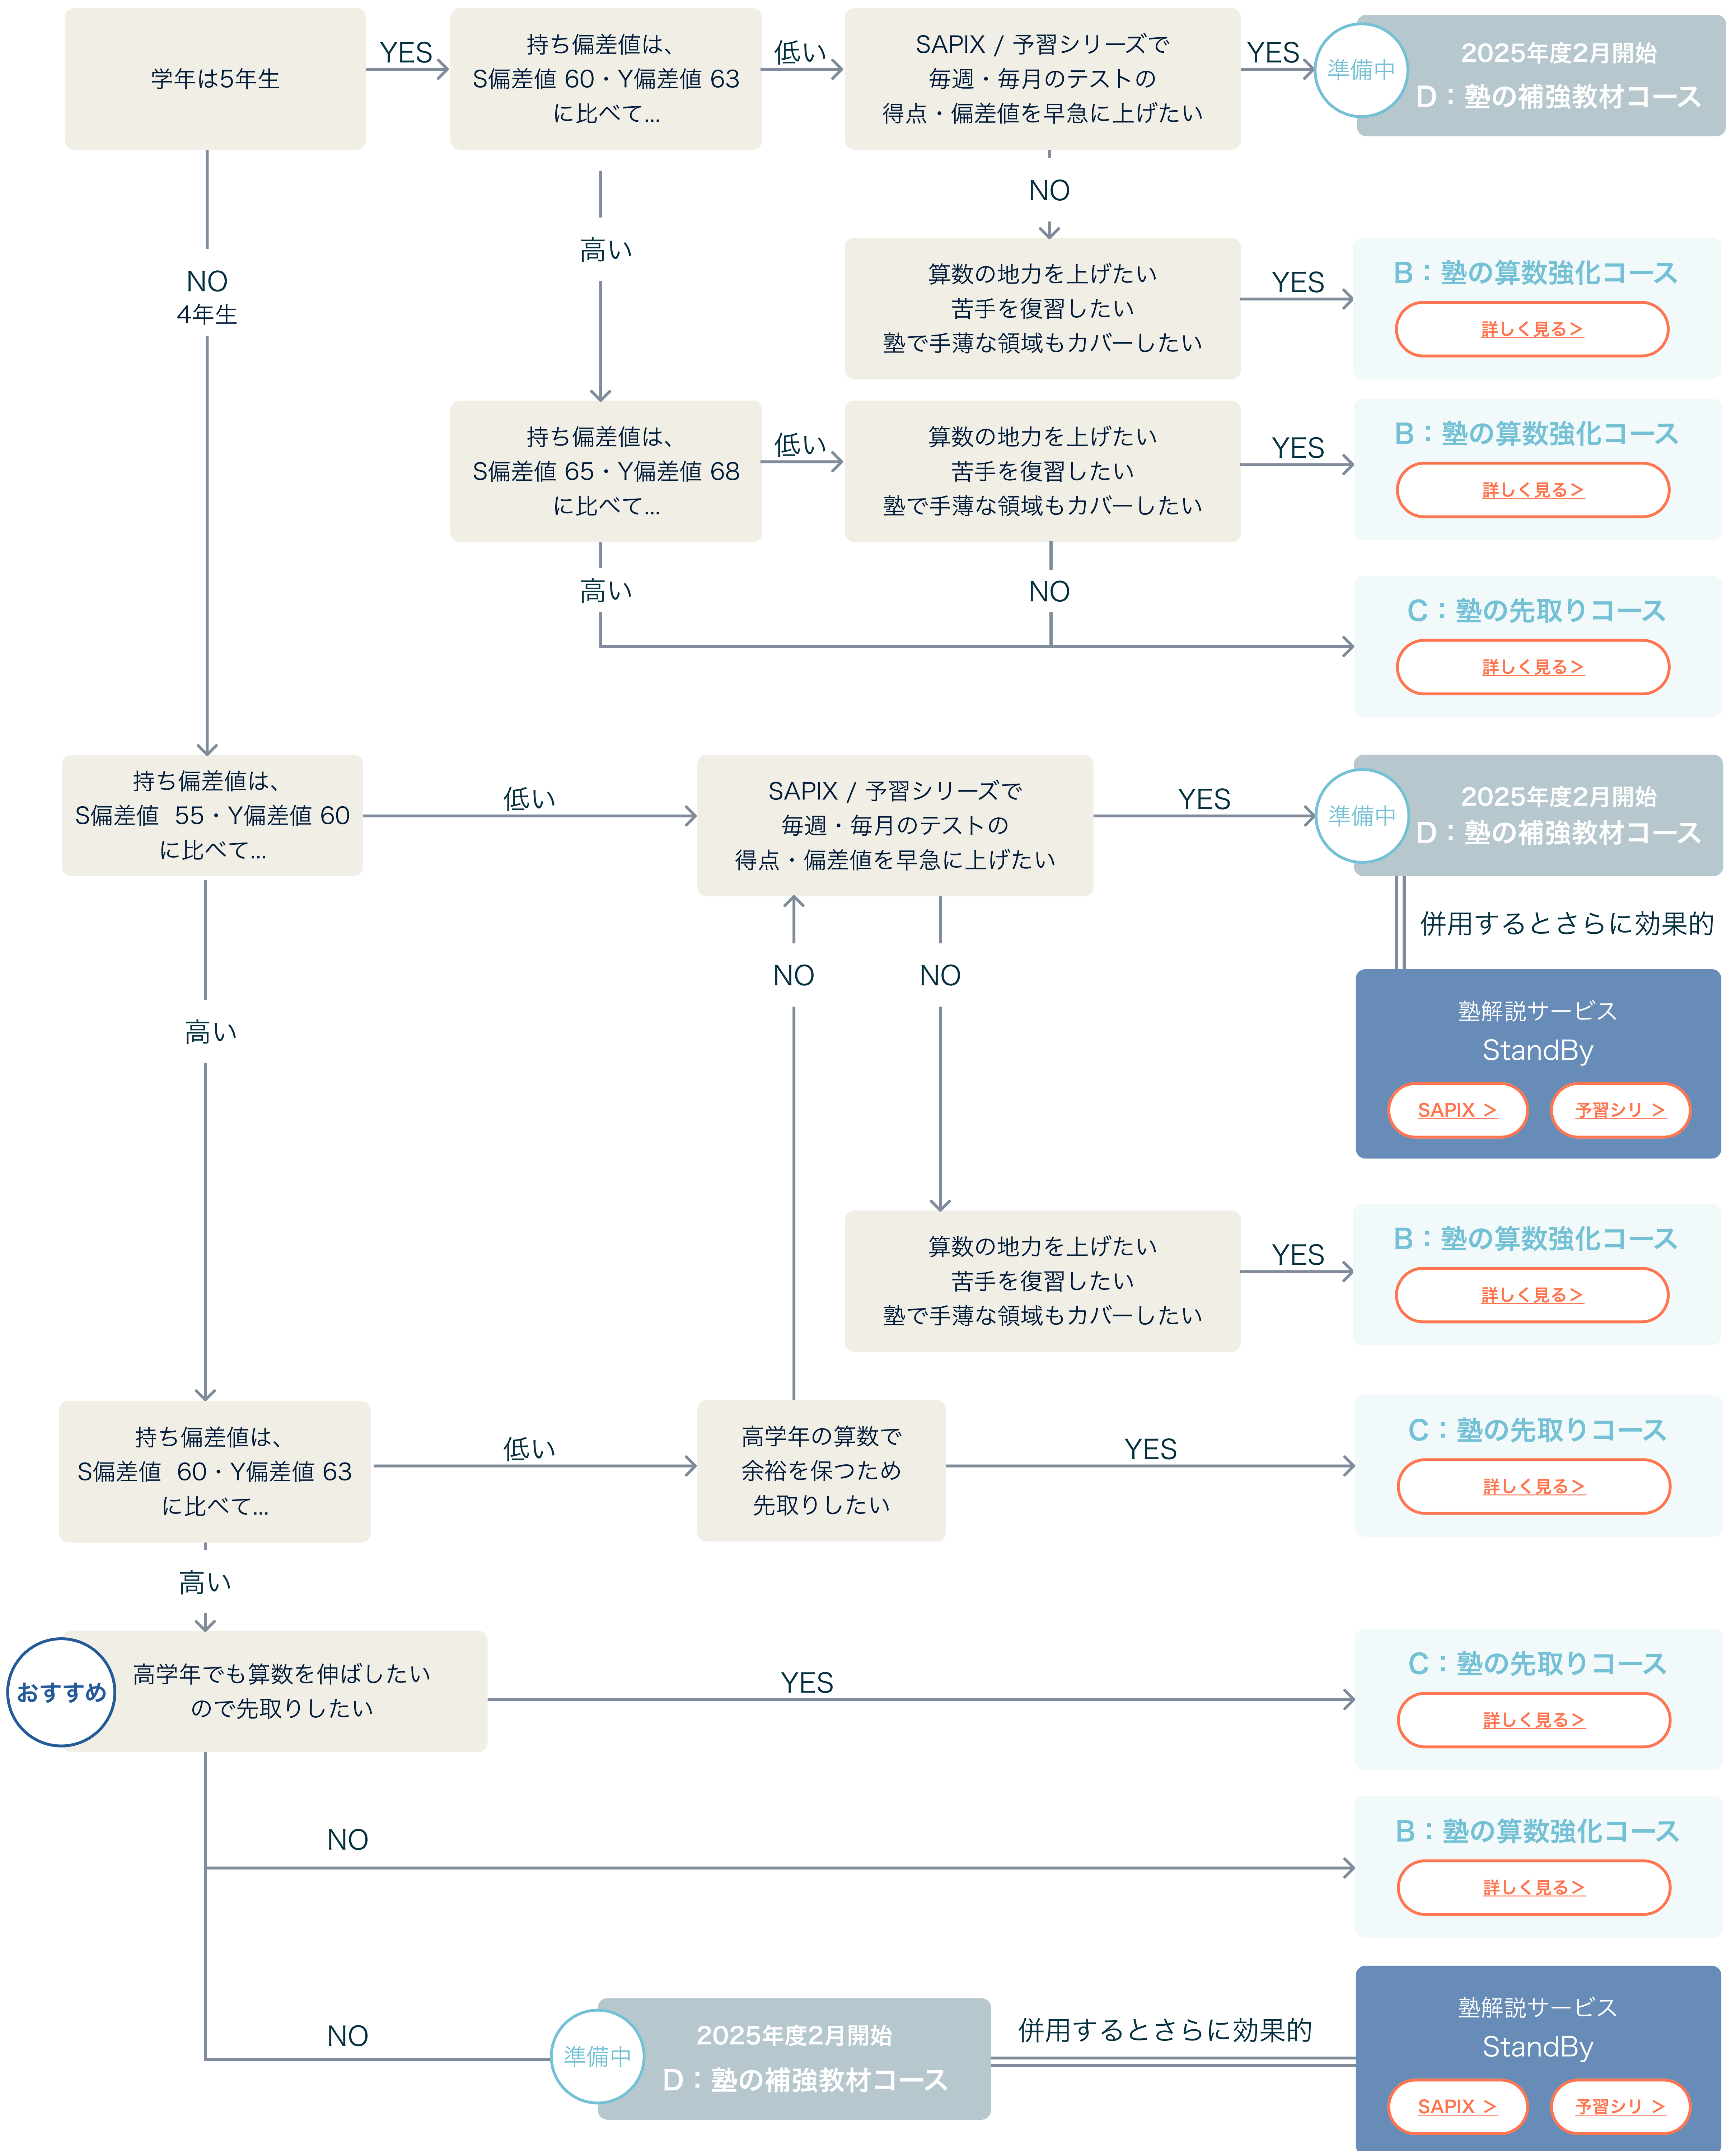 学年は5年生
YES
持ち偏差値は、
S偏差値 60・Y偏差値 63
に比べて...
低い
SAPIX / 予習シリーズで
毎週・毎月のテストの
得点・偏差値を早急に上げたい
YES
準備中
2025年度2月開始
D：塾の補強教材コース
NO
高い
NO
4年生
算数の地力を上げたい
苦手を復習したい
塾で手薄な領域もカバーしたい
YES
B：塾の算数強化コース
詳しく見る＞
持ち偏差値は、
S偏差値 65・Y偏差値 68
に比べて...
低い
算数の地力を上げたい
苦手を復習したい
塾で手薄な領域もカバーしたい
YES
B：塾の算数強化コース
詳しく見る＞
高い
NO
C：塾の先取りコース
詳しく見る＞
持ち偏差値は、
S偏差値 55・Y偏差値 60
に比べて...
低い
SAPIX / 予習シリーズで
毎週・毎月のテストの
得点・偏差値を早急に上げたい
YES
準備中
2025年度2月開始
D：塾の補強教材コース
併用するとさらに効果的
NO
NO
高い
塾解説サービス
StandBy
SAPIX ＞
予習シリ ＞
算数の地力を上げたい
苦手を復習したい
塾で手薄な領域もカバーしたい
YES
B：塾の算数強化コース
詳しく見る＞
持ち偏差値は、
S偏差値 60・Y偏差値 63
に比べて...
低い
高学年の算数で
余裕を保つため
先取りしたい
YES
C：塾の先取りコース
詳しく見る＞
高い
おすすめ
高学年でも算数を伸ばしたい
ので先取りしたい
YES
C：塾の先取りコース
詳しく見る＞
NO
B：塾の算数強化コース
詳しく見る＞
NO
準備中
2025年度2月開始
D：塾の補強教材コース
併用するとさらに効果的
塾解説サービス
StandBy
SAPIX ＞
予習シリ ＞